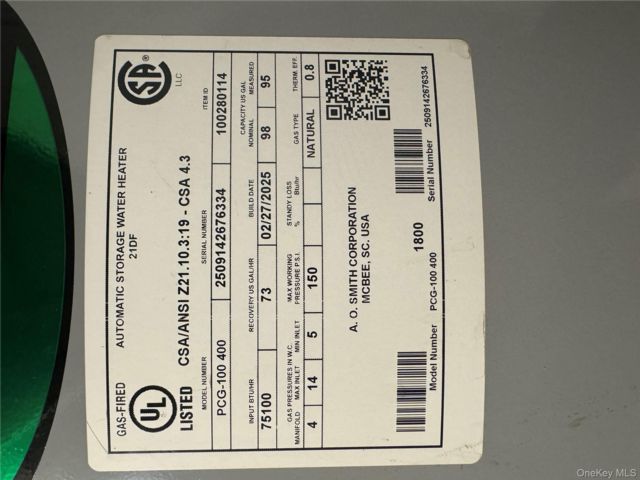 GAS-FIRED AUTOMATIC STORAGE WATER HEATER
21DF
UL
LISTED
CSA/ANSI Z21.10.3:19 - CSA 4.3
SA
®
LLC
MODEL NUMBER SERIAL NUMBER ITEM ID
PCG-100 400 2509142676334 100280114
INPUT BTU/HR RECOVERY US GAL/HR BUILD DATE CAPACITY US GAL
NOMINAL MEASURED
75100 73 02/27/2025 98 95
GAS PRESSURES IN W.C. MAX WORKING STANDY LOSS GAS TYPE THERM. EFF.
MANIFOLD MAX INLET MIN INLET PRESSURE P.S.I. % Btu/hr
4 14 5 150 NATURAL 0.8
A. O. SMITH CORPORATION
MCBEE, SC. USA
1800
Model Number PCG-100 400
Serial Number 2509142676334
OneKey MLS